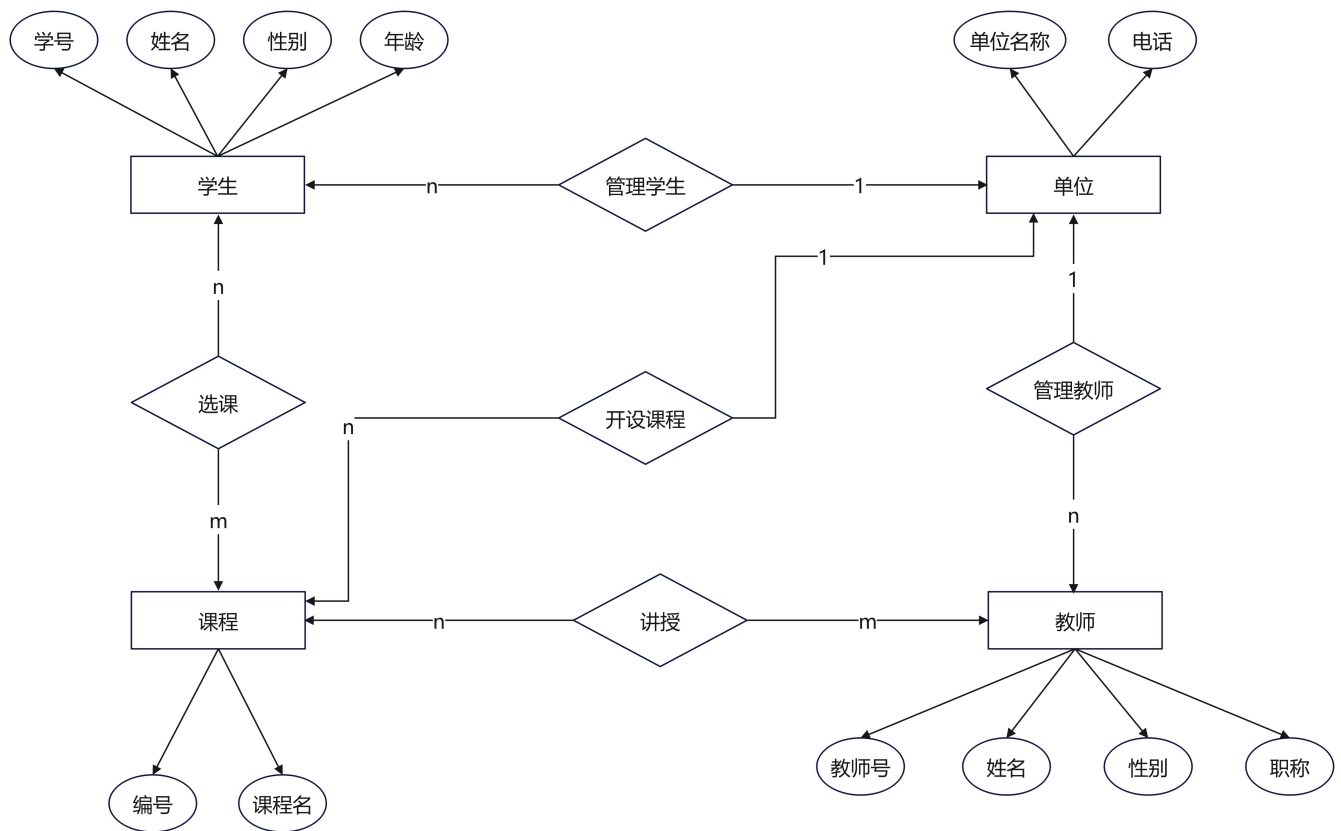 学号
姓名
性别
年龄
单位名称
电话
学生
n
管理学生
1
单位
1
n
1
选课
管理教师
开设课程
n
m
n
课程
n
讲授
m
教师
教师号
姓名
性别
职称
编号
课程名